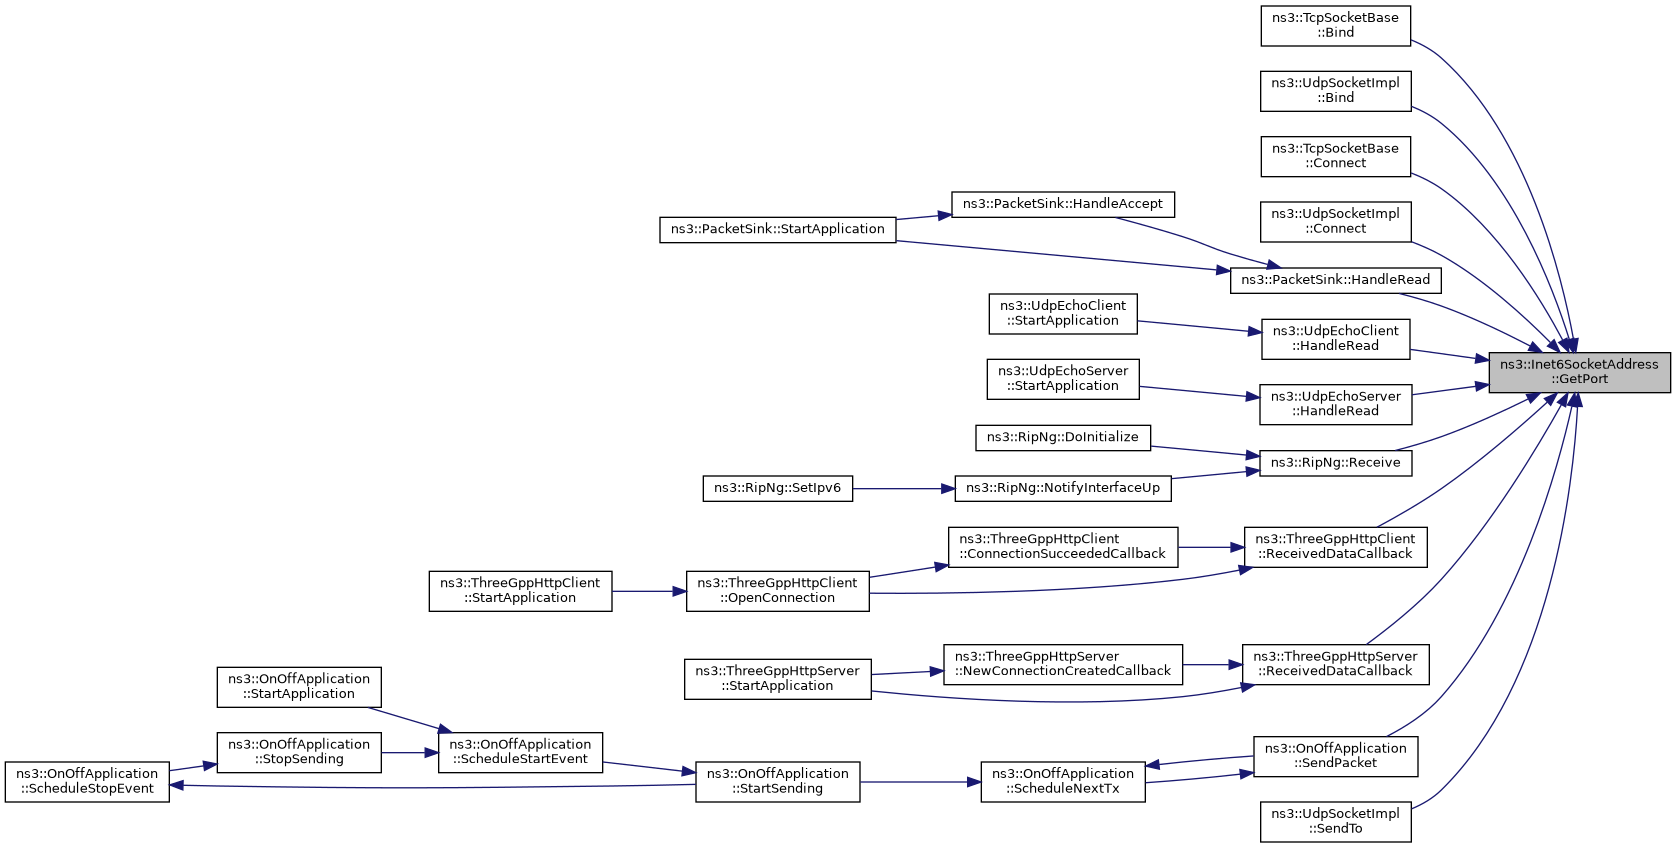 ns3::TcpSocketBase
::Bind
ns3::UdpSocketImpl
::Bind
ns3::TcpSocketBase
::Connect
ns3::UdpSocketImpl
::Connect
ns3::PacketSink::HandleAccept
ns3::PacketSink::StartApplication
ns3::PacketSink::HandleRead
ns3::UdpEchoClient
::StartApplication
ns3::UdpEchoClient
::HandleRead
ns3::Inet6SocketAddress
::GetPort
ns3::UdpEchoServer
::StartApplication
ns3::UdpEchoServer
::HandleRead
ns3::RipNg::DoInitialize
ns3::RipNg::Receive
ns3::RipNg::SetIpv6
ns3::RipNg::NotifyInterfaceUp
ns3::ThreeGppHttpClient
::ConnectionSucceededCallback
ns3::ThreeGppHttpClient
::ReceivedDataCallback
ns3::ThreeGppHttpClient
::StartApplication
ns3::ThreeGppHttpClient
::OpenConnection
ns3::ThreeGppHttpServer
::StartApplication
ns3::ThreeGppHttpServer
::NewConnectionCreatedCallback
ns3::ThreeGppHttpServer
::ReceivedDataCallback
ns3::OnOffApplication
::StartApplication
ns3::OnOffApplication
::StopSending
ns3::OnOffApplication
::ScheduleStartEvent
ns3::OnOffApplication
::SendPacket
ns3::OnOffApplication
::ScheduleStopEvent
ns3::OnOffApplication
::StartSending
ns3::OnOffApplication
::ScheduleNextTx
ns3::UdpSocketImpl
::SendTo